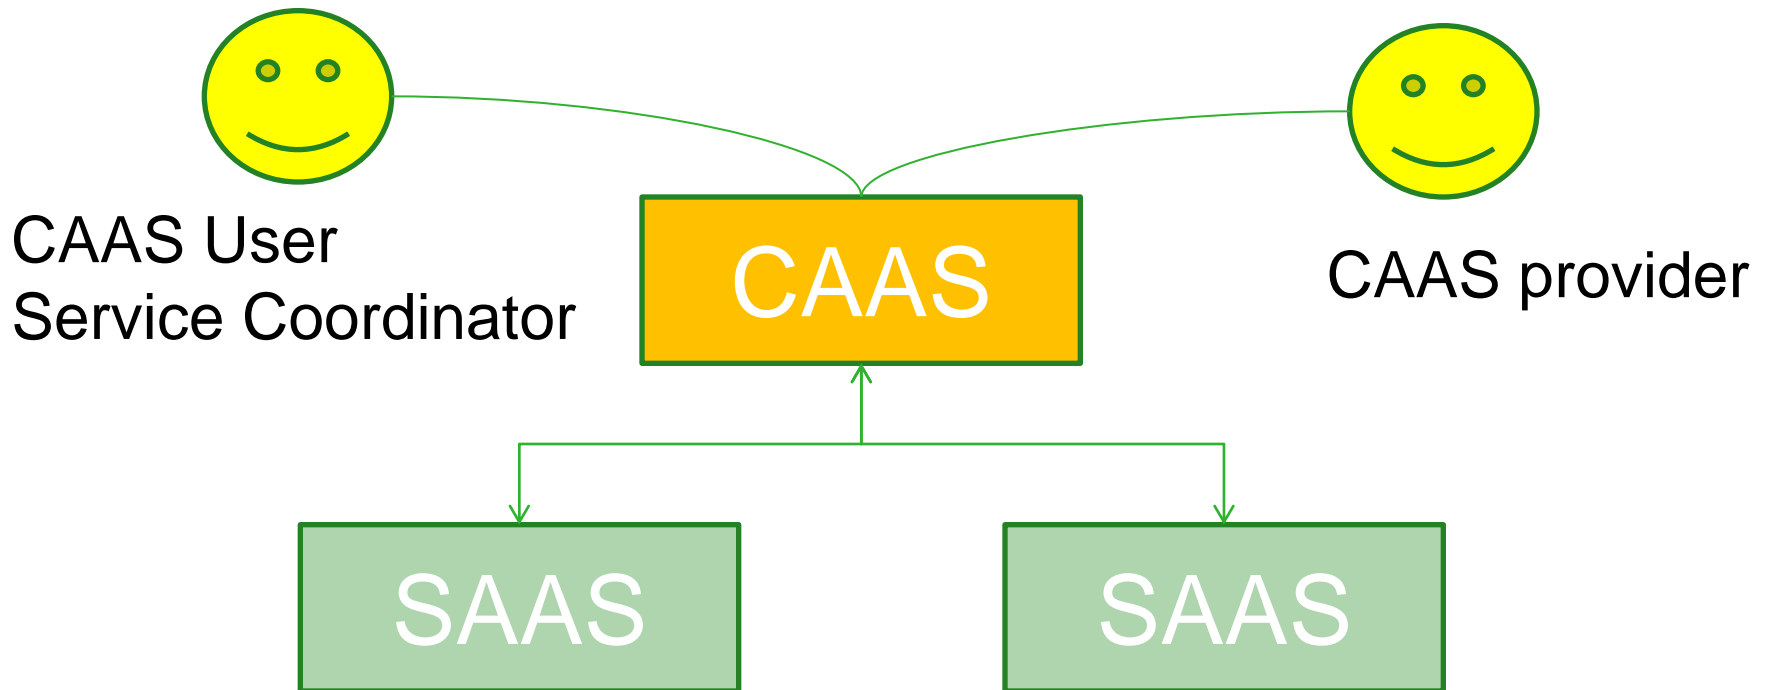 CAAS User
Service Coordinator
CAAS
CAAS provider
SAAS
SAAS